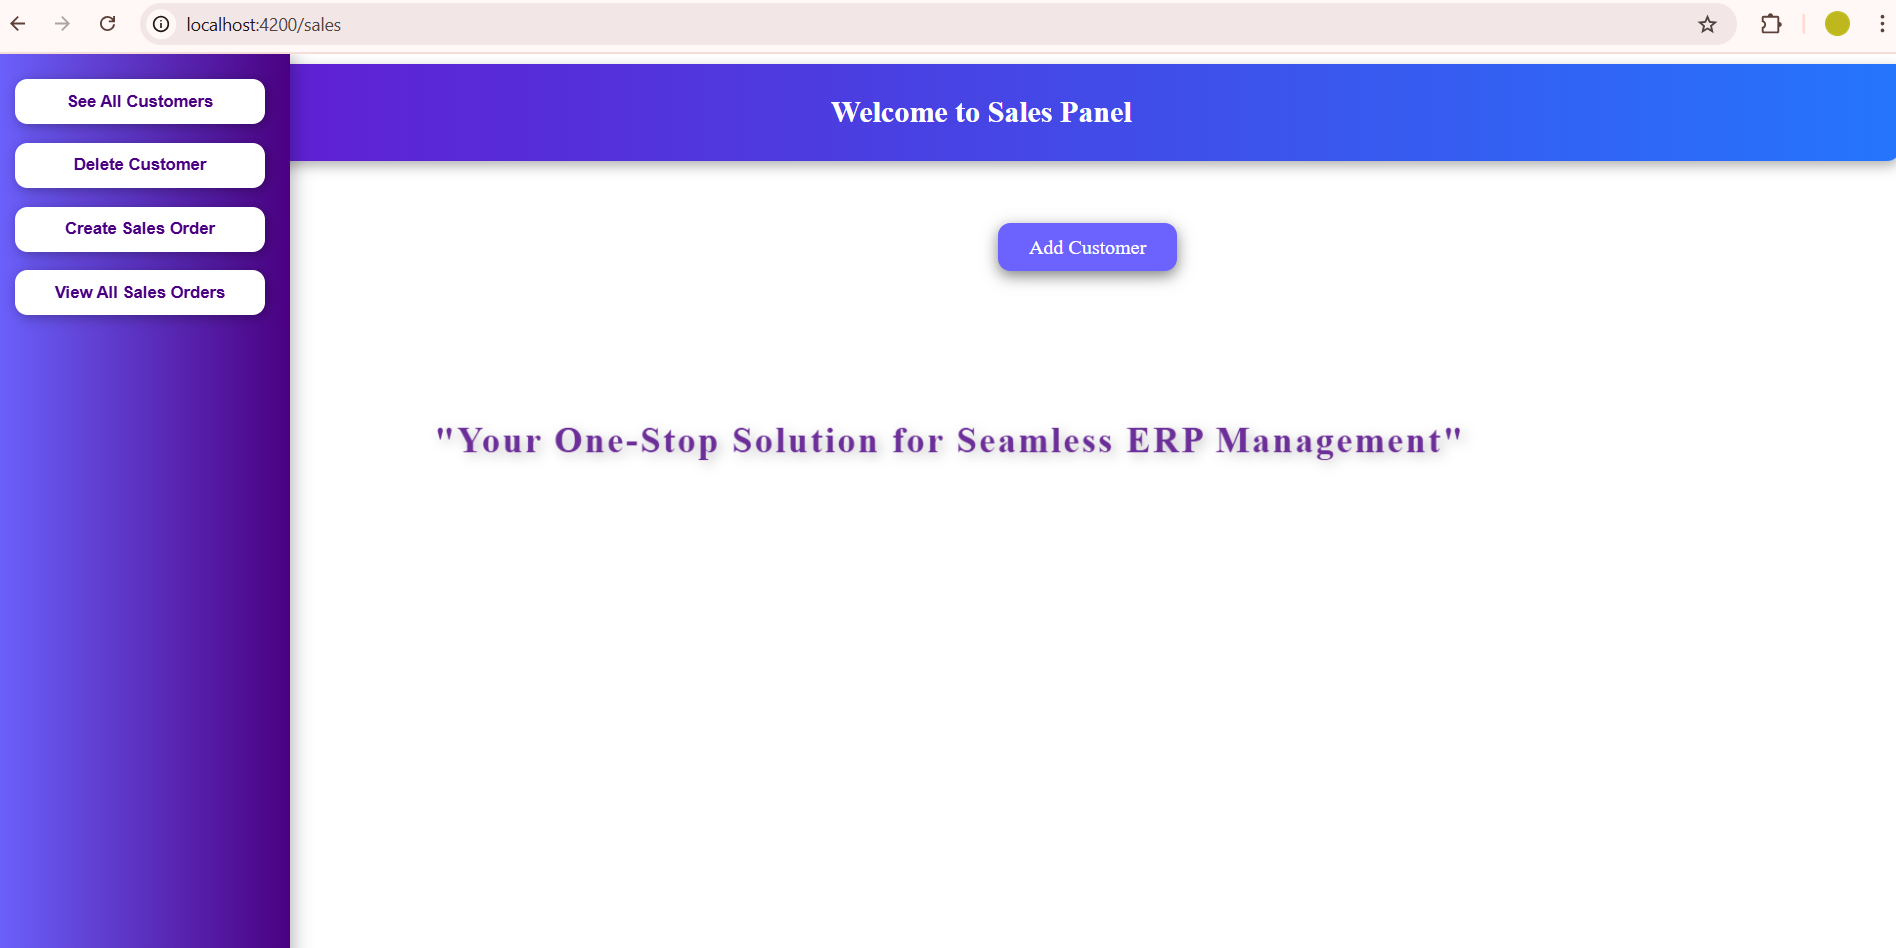 localhost:4200/sales
See All Customers
Delete Customer
Create Sales Order
View All Sales Orders
Welcome to Sales Panel
Add Customer
"Your One-Stop Solution for Seamless ERP Management"